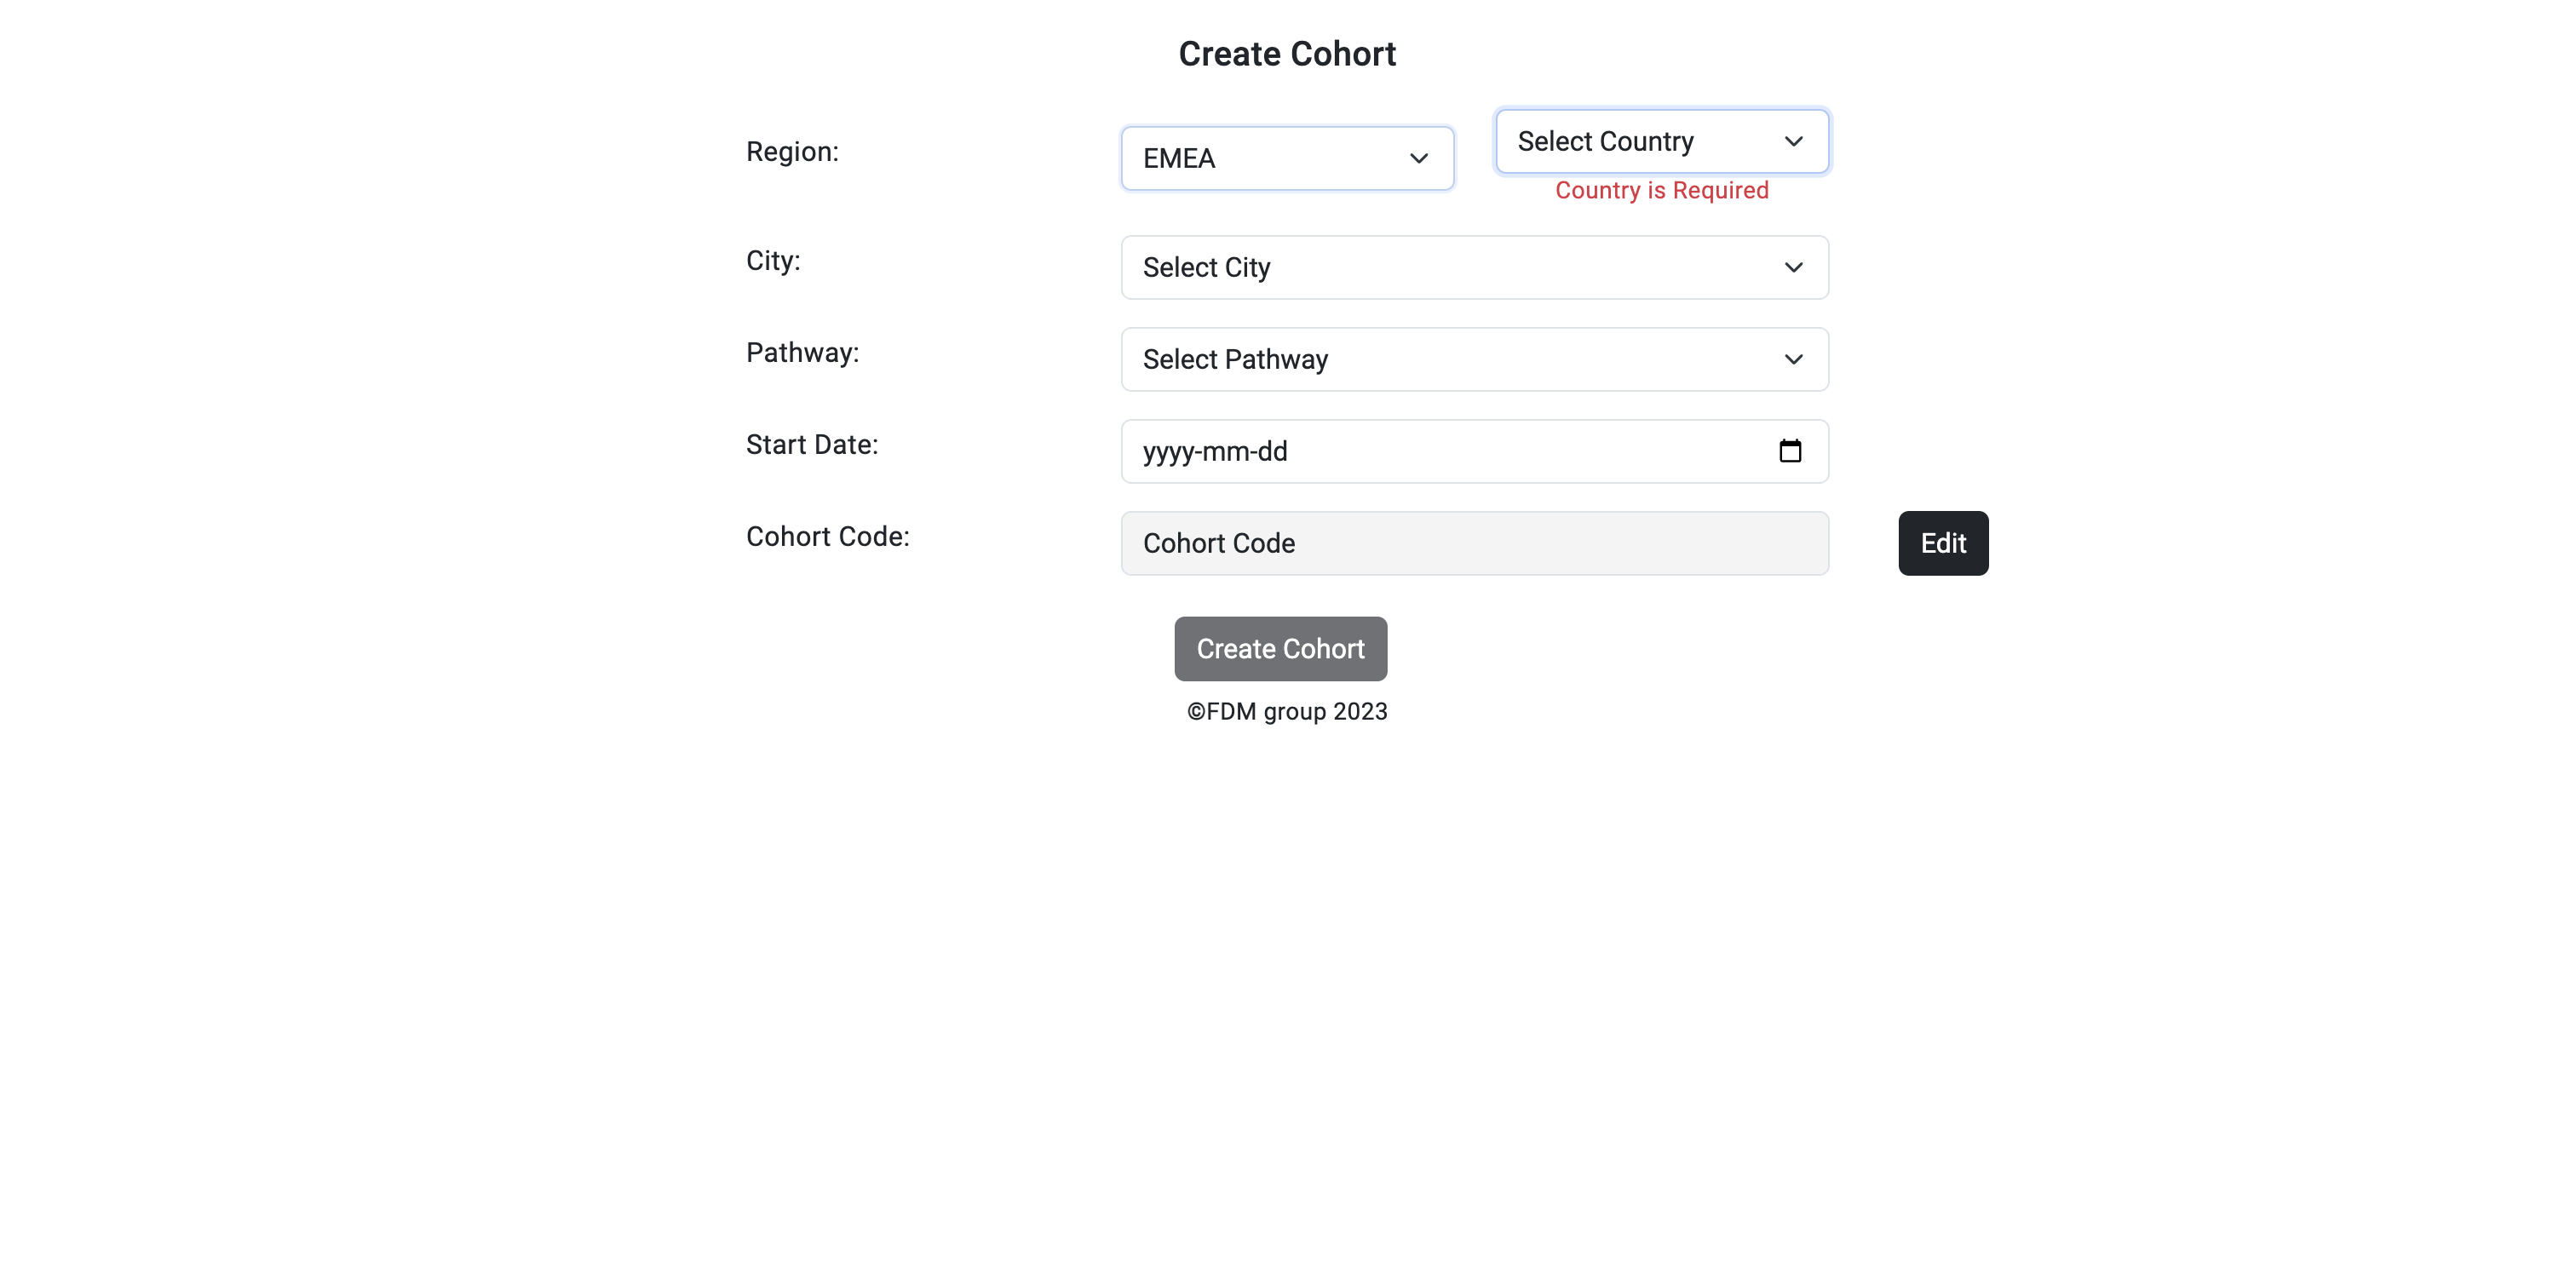 Create Cohort
Region:
EMEA
Select Country
Country is Required
City:
Select City
Pathway:
Select Pathway
Start Date:
yyyy-mm-dd
Cohort Code:
Cohort Code
Edit
Create Cohort
©FDM group 2023